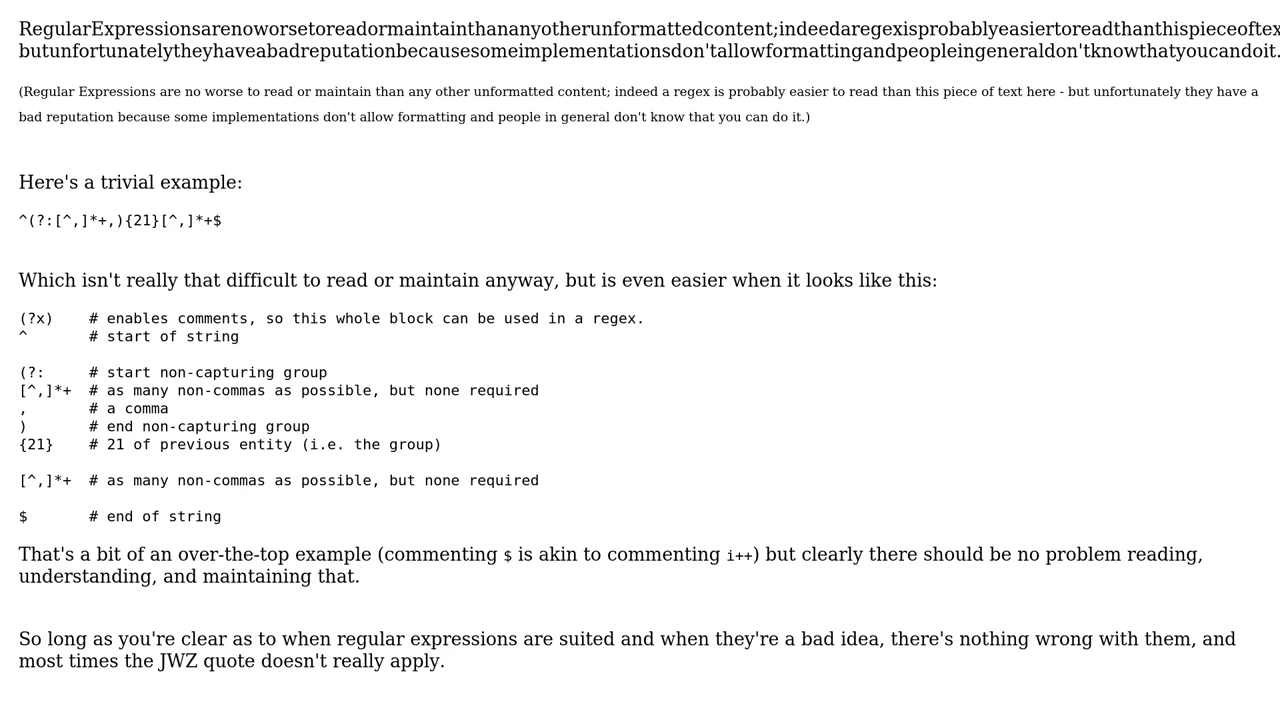 RegularExpressionsarenoworsetoreadormaintainthananyotherunformattedcontent;indeedaregexisprobablyeasiertoreadthanthispieceoftex
butunfortunatelytheyhaveabadreputationbecausesomeimplementationsdon'tallowformattingandpeopleingeneraldon'tknowthatyoucandoit.
(Regular Expressions are no worse to read or maintain than any other unformatted content; indeed a regex is probably easier to read than this piece of text here - but unfortunately they have a
bad reputation because some implementations don't allow formatting and people in general don't know that you can do it.)
Here's a trivial example:
^(?:[^,]*+,){21}[^,]*+$
Which isn't really that difficult to read or maintain anyway, but is even easier when it looks like this:
(?x)    # enables comments, so this whole block can be used in a regex.
^       # start of string
(?:     # start non-capturing group
[^,]*+  # as many non-commas as possible, but none required
,       # a comma
)       # end non-capturing group
{21}    # 21 of previous entity (i.e. the group)
[^,]*+  # as many non-commas as possible, but none required
$       # end of string
That's a bit of an over-the-top example (commenting $ is akin to commenting i++) but clearly there should be no problem reading,
understanding, and maintaining that.
So long as you're clear as to when regular expressions are suited and when they're a bad idea, there's nothing wrong with them, and
most times the JWZ quote doesn't really apply.